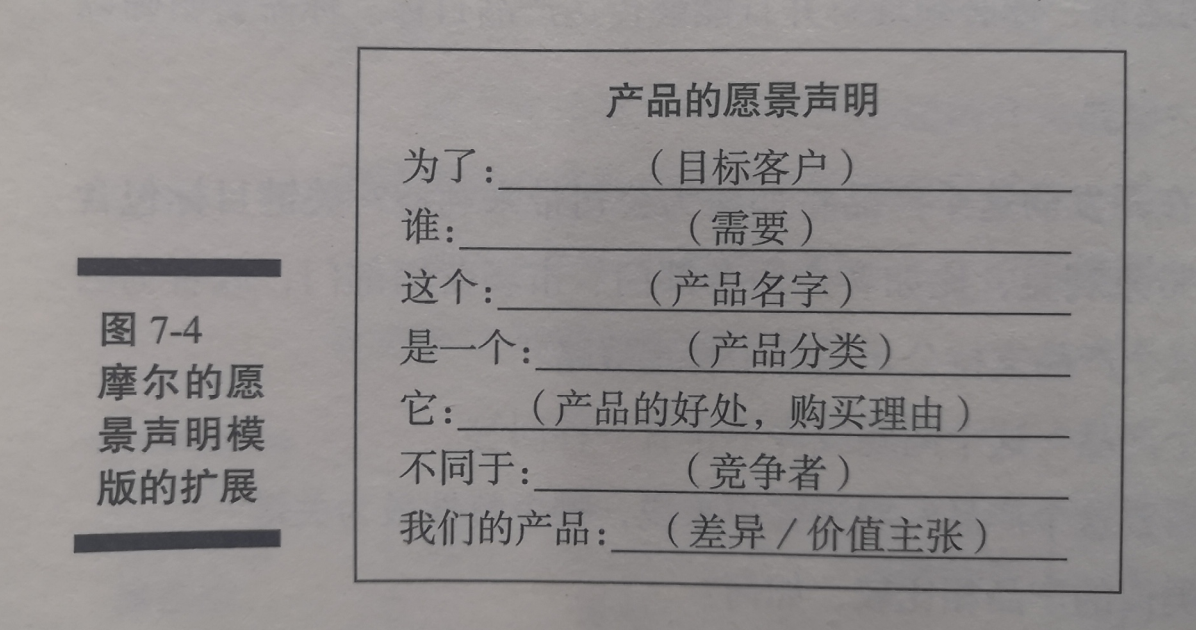 图 7-4
摩尔的愿
景声明模
版的扩展
产品的愿景声明
为了：（目标客户）
谁：（需要）
这个：（产品名字）
是一个：（产品分类）
它：（产品的好处，购买理由）
不同于：（竞争者）
我们的产品：（差异/价值主张）